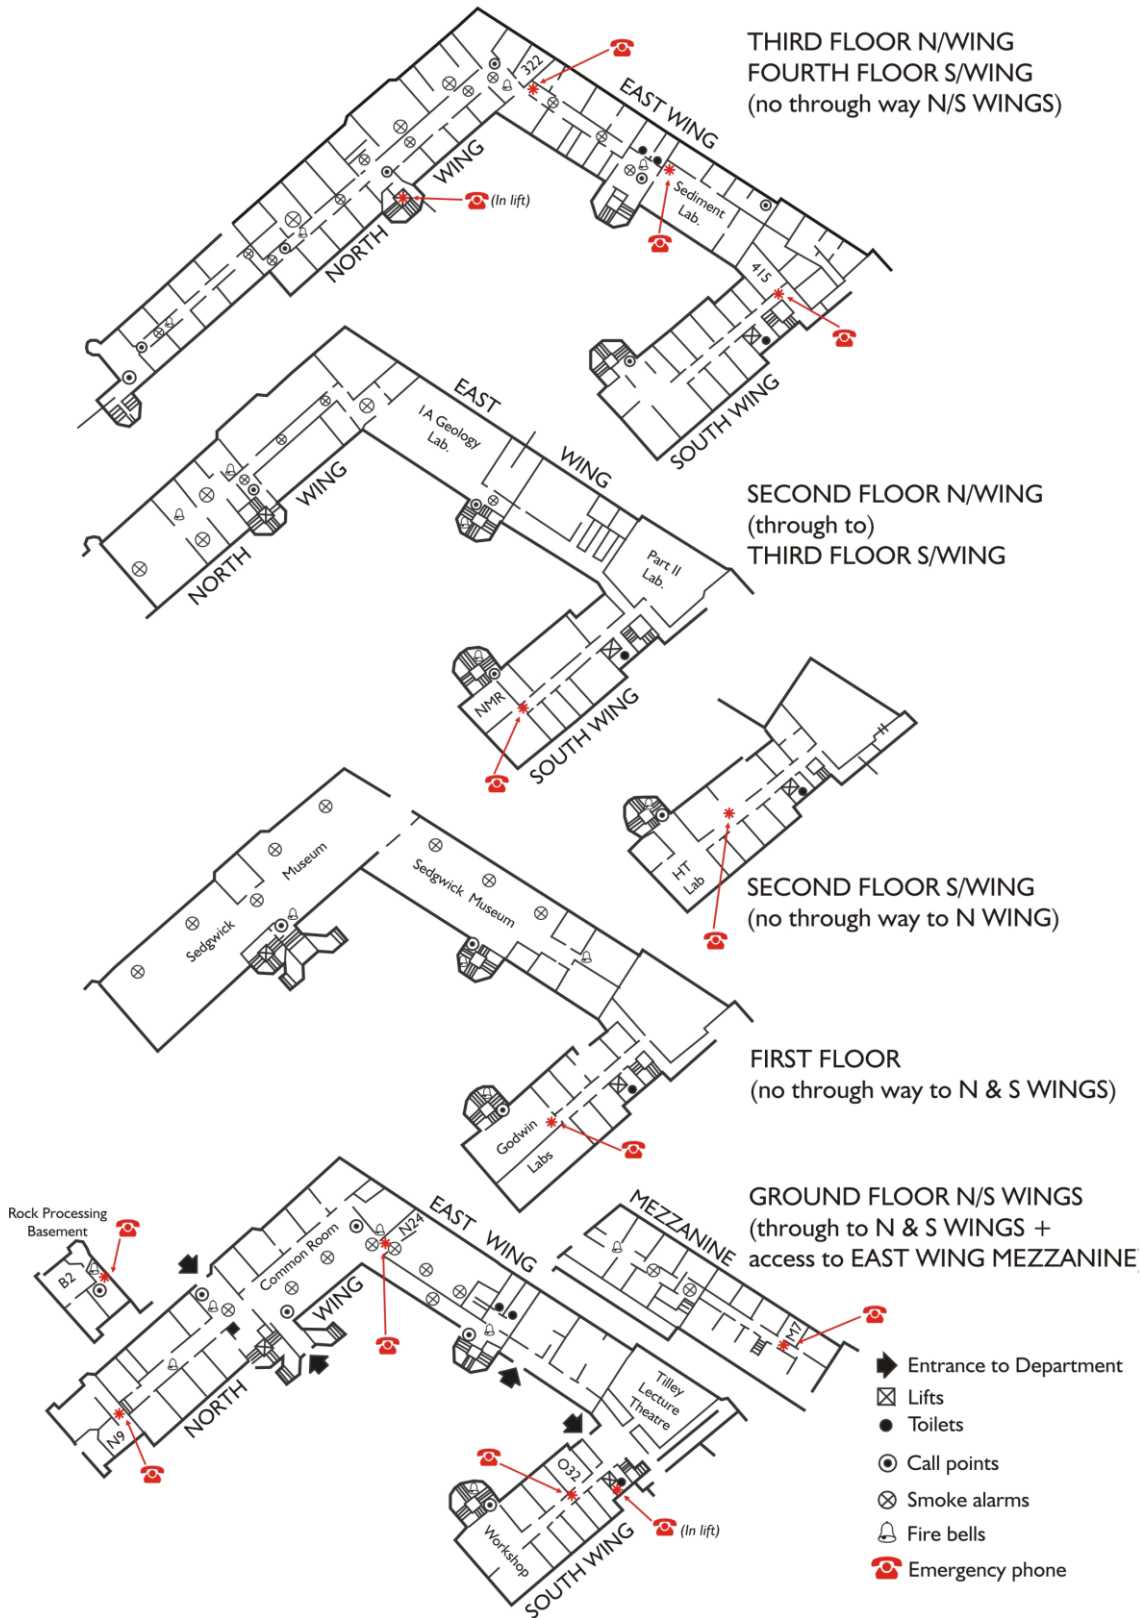 THIRD FLOOR N/WING
FOURTH FLOOR S/WING
(no through way N/S WINGS)
322
EAST WING
WING
(In lift)
NORTH
Sediment
Lab.
415
SOUTH WING
EAST
1A Geology
Lab.
WING
WING
NORTH
SECOND FLOOR N/WING
(through to)
THIRD FLOOR S/WING
Part II
Lab.
NMR
SOUTH WING
HT
Lab
SECOND FLOOR S/WING
(no through way to N WING)
Museum
Sedgwick
Sedgwick Museum
FIRST FLOOR
(no through way to N & S WINGS)
Godwin
Labs
GROUND FLOOR N/S WINGS
(through to N & S WINGS +
access to EAST WING MEZZANINE)
Rock Processing
Basement
B2
Common Room
N24
EAST WING
MEZZANINE
M7
WING
NORTH
N9
Tilley
Lecture
Theatre
O32
Workshop
SOUTH WING
(In lift)
Entrance to Department
Lifts
Toilets
Call points
Smoke alarms
Fire bells
Emergency phone